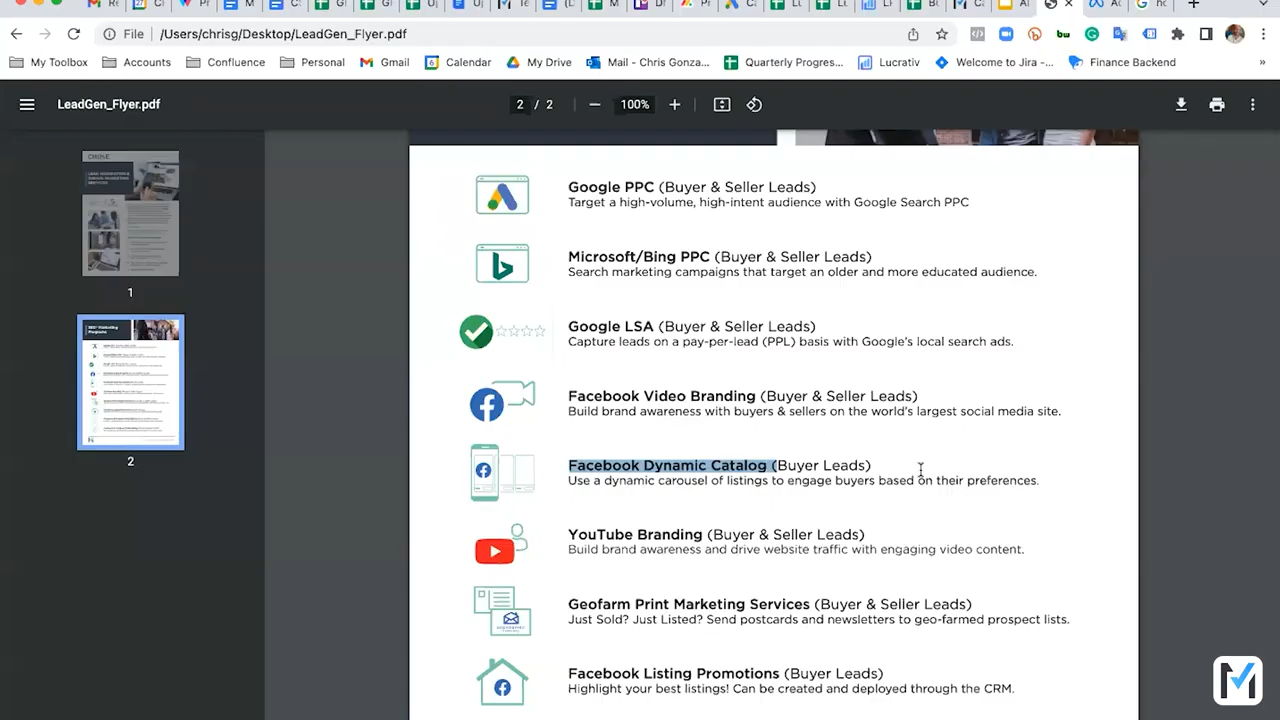 File /Users/chrisg/Desktop/LeadGen_Flyer.pdf
My Toolbox Accounts Confluence Personal Gmail Calendar My Drive Mail - Chris Gonza... Quarterly Progres... Lucrativ Welcome to Jira -... Finance Backend »
LeadGen_Flyer.pdf 2 / 2 100%
Google PPC (Buyer & Seller Leads)
Target a high-volume, high-intent audience with Google Search PPC
Microsoft/Bing PPC (Buyer & Seller Leads)
Search marketing campaigns that target an older and more educated audience.
Google LSA (Buyer & Seller Leads)
Capture leads on a pay-per-lead (PPL) basis with Google's local search ads.
Facebook Video Branding (Buyer & Seller Leads)
Build brand awareness with buyers & sellers on the world's largest social media site.
Facebook Dynamic Catalog (Buyer Leads)
Use a dynamic carousel of listings to engage buyers based on their preferences.
YouTube Branding (Buyer & Seller Leads)
Build brand awareness and drive website traffic with engaging video content.
Geofarm Print Marketing Services (Buyer & Seller Leads)
Just Sold? Just Listed? Send postcards and newsletters to geo-farmed prospect lists.
Facebook Listing Promotions (Buyer Leads)
Highlight your best listings! Can be created and deployed through the CRM.
1
2